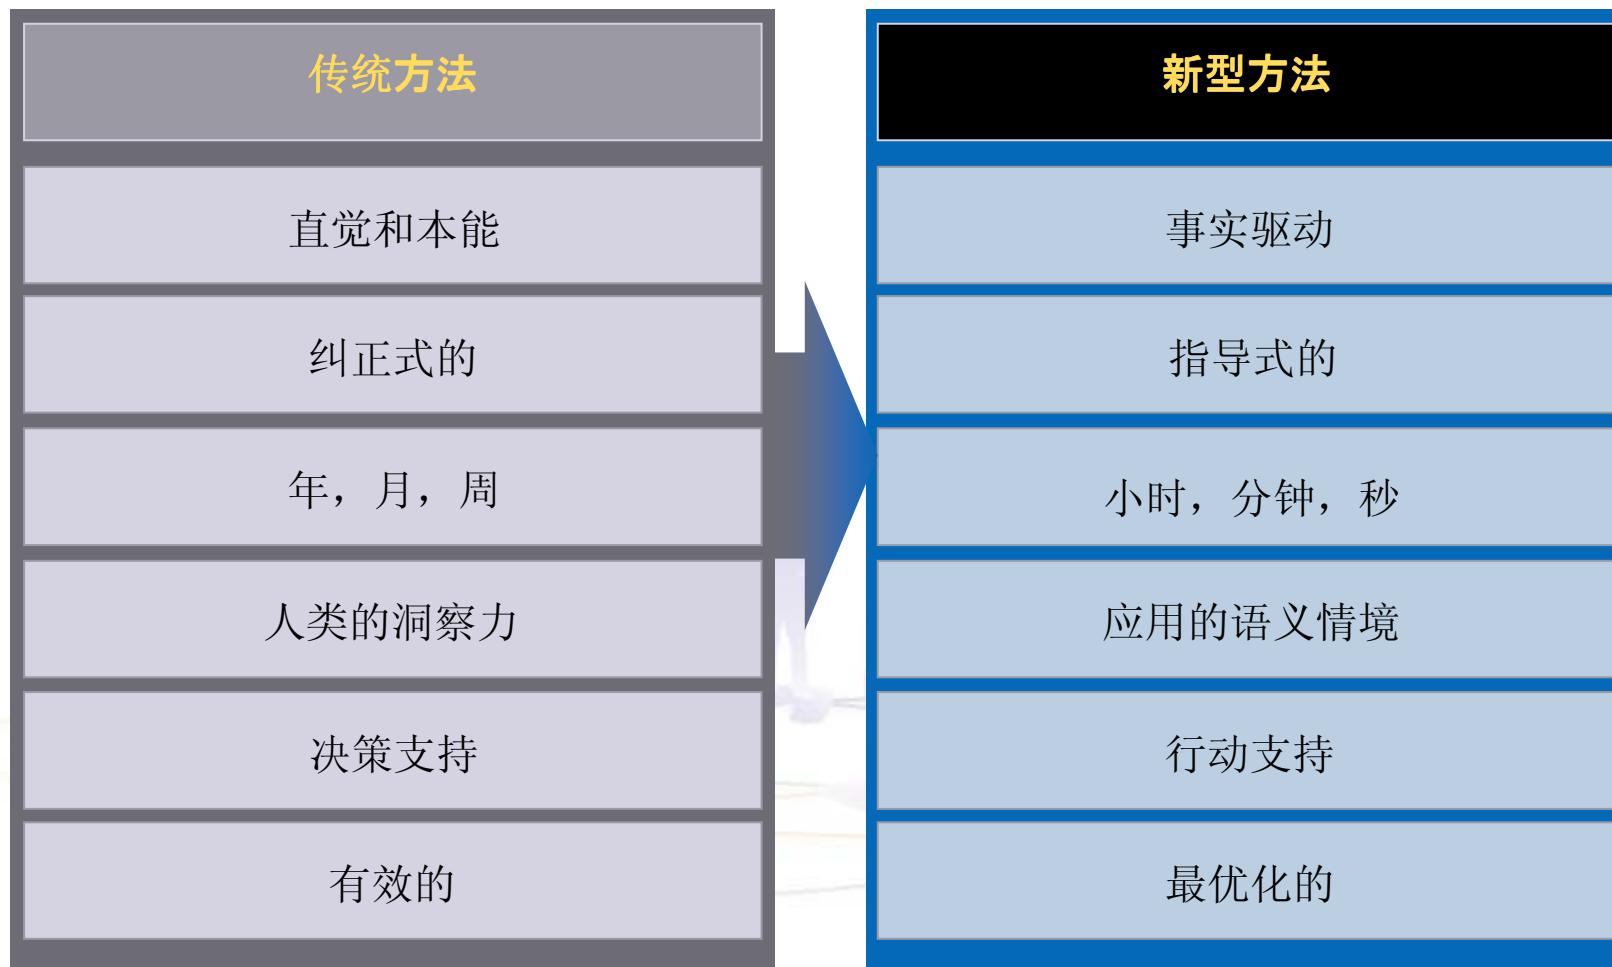 传统方法
直觉和本能
纠正式的
年，月，周
人类的洞察力
决策支持
有效的
新型方法
事实驱动
指导式的
小时，分钟，秒
应用的语义情境
行动支持
最优化的